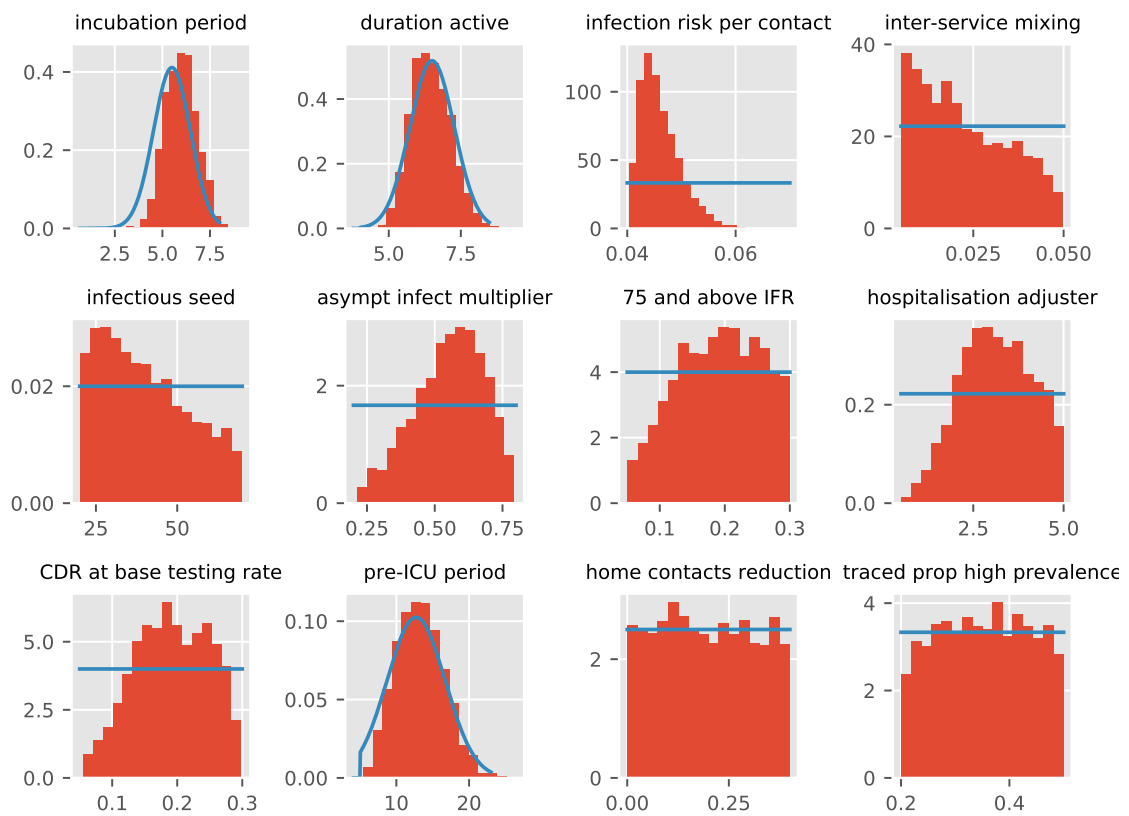 incubation period
duration active
infection risk per contact
inter-service mixing
0.4
0.2
0.0
2.5 5.0 7.5
0.4
0.2
0.0
5.0 7.5
100
50
0
0.04 0.06
40
20
0
0.025 0.050
infectious seed
asympt infect multiplier
75 and above IFR
hospitalisation adjuster
0.02
0.00
25 50
2
0
0.25 0.50 0.75
4
2
0
0.1 0.2 0.3
0.2
0.0
2.5 5.0
CDR at base testing rate
pre-ICU period
home contacts reduction
traced prop high prevalence
5.0
2.5
0.0
0.1 0.2 0.3
0.10
0.05
0.00
10 20
2
0
0.00 0.25
4
2
0
0.2 0.4